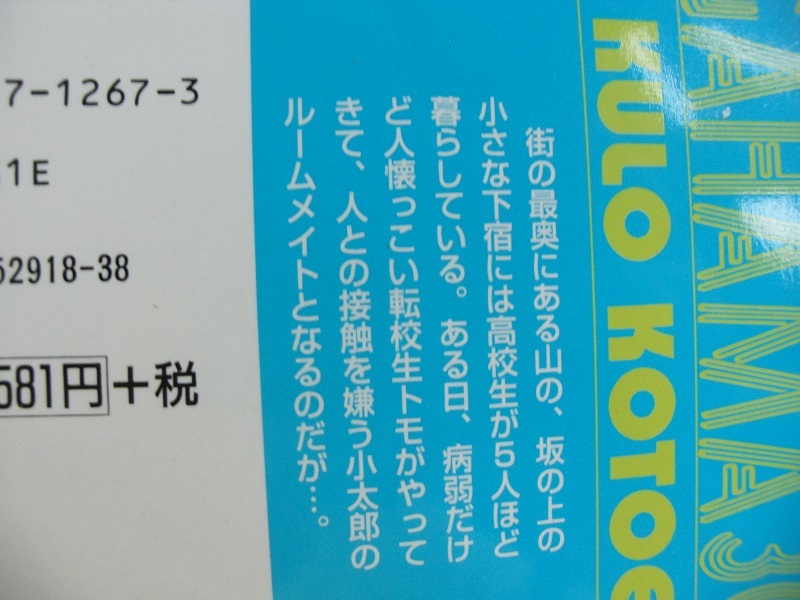 KULO KOTOE
街の最奥にある山の、坂の上の
小さな下宿には高校生が5人ほど
暮らしている。ある日、病弱だけ
ど人懐っこい転校生トモがやって
きて、人との接触を嫌う小太郎の
ルームメイトとなるのだが…。
7-1267-3
1E
52918-38
581円+税